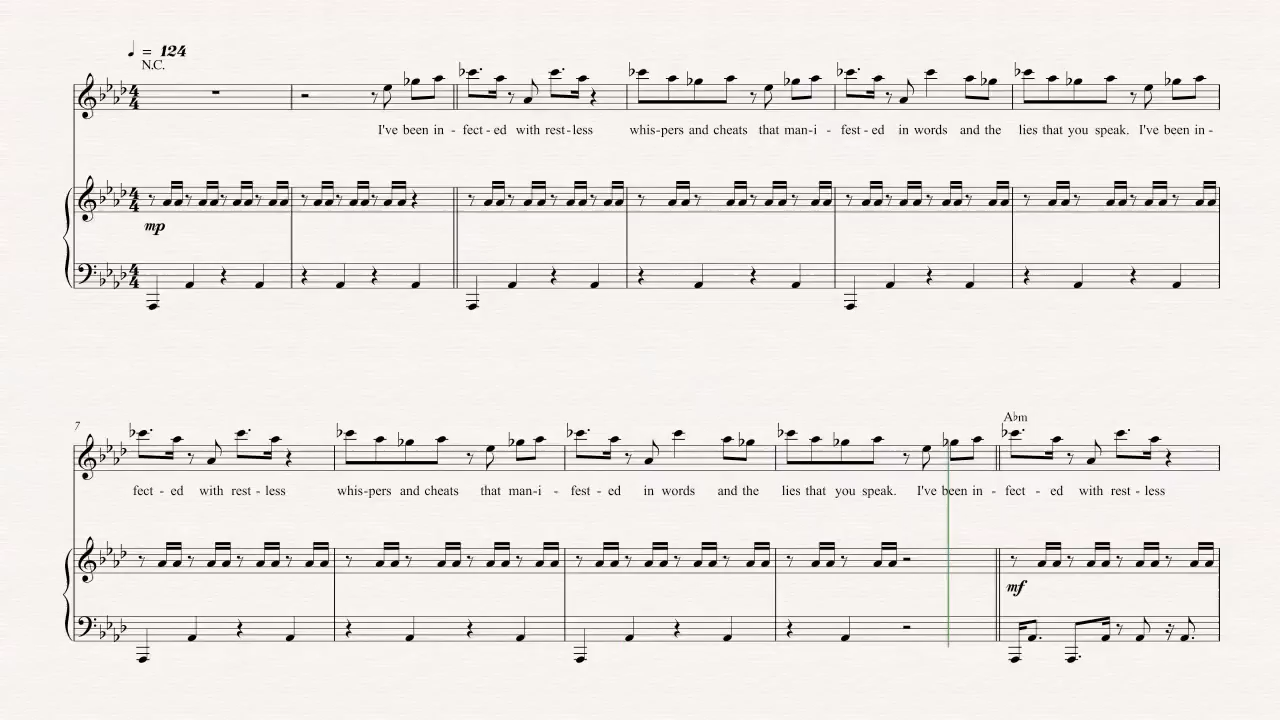 ♩ = 124
N.C.
I've been in - fect - ed with rest - less whis-pers and cheats that man-i - fest - ed in words and the lies that you speak. I've been in -
mp
7
A♭m
fect - ed with rest - less whis-pers and cheats that man-i - fest - ed in words and the lies that you speak. I've been in - fect - ed with rest - less
mf